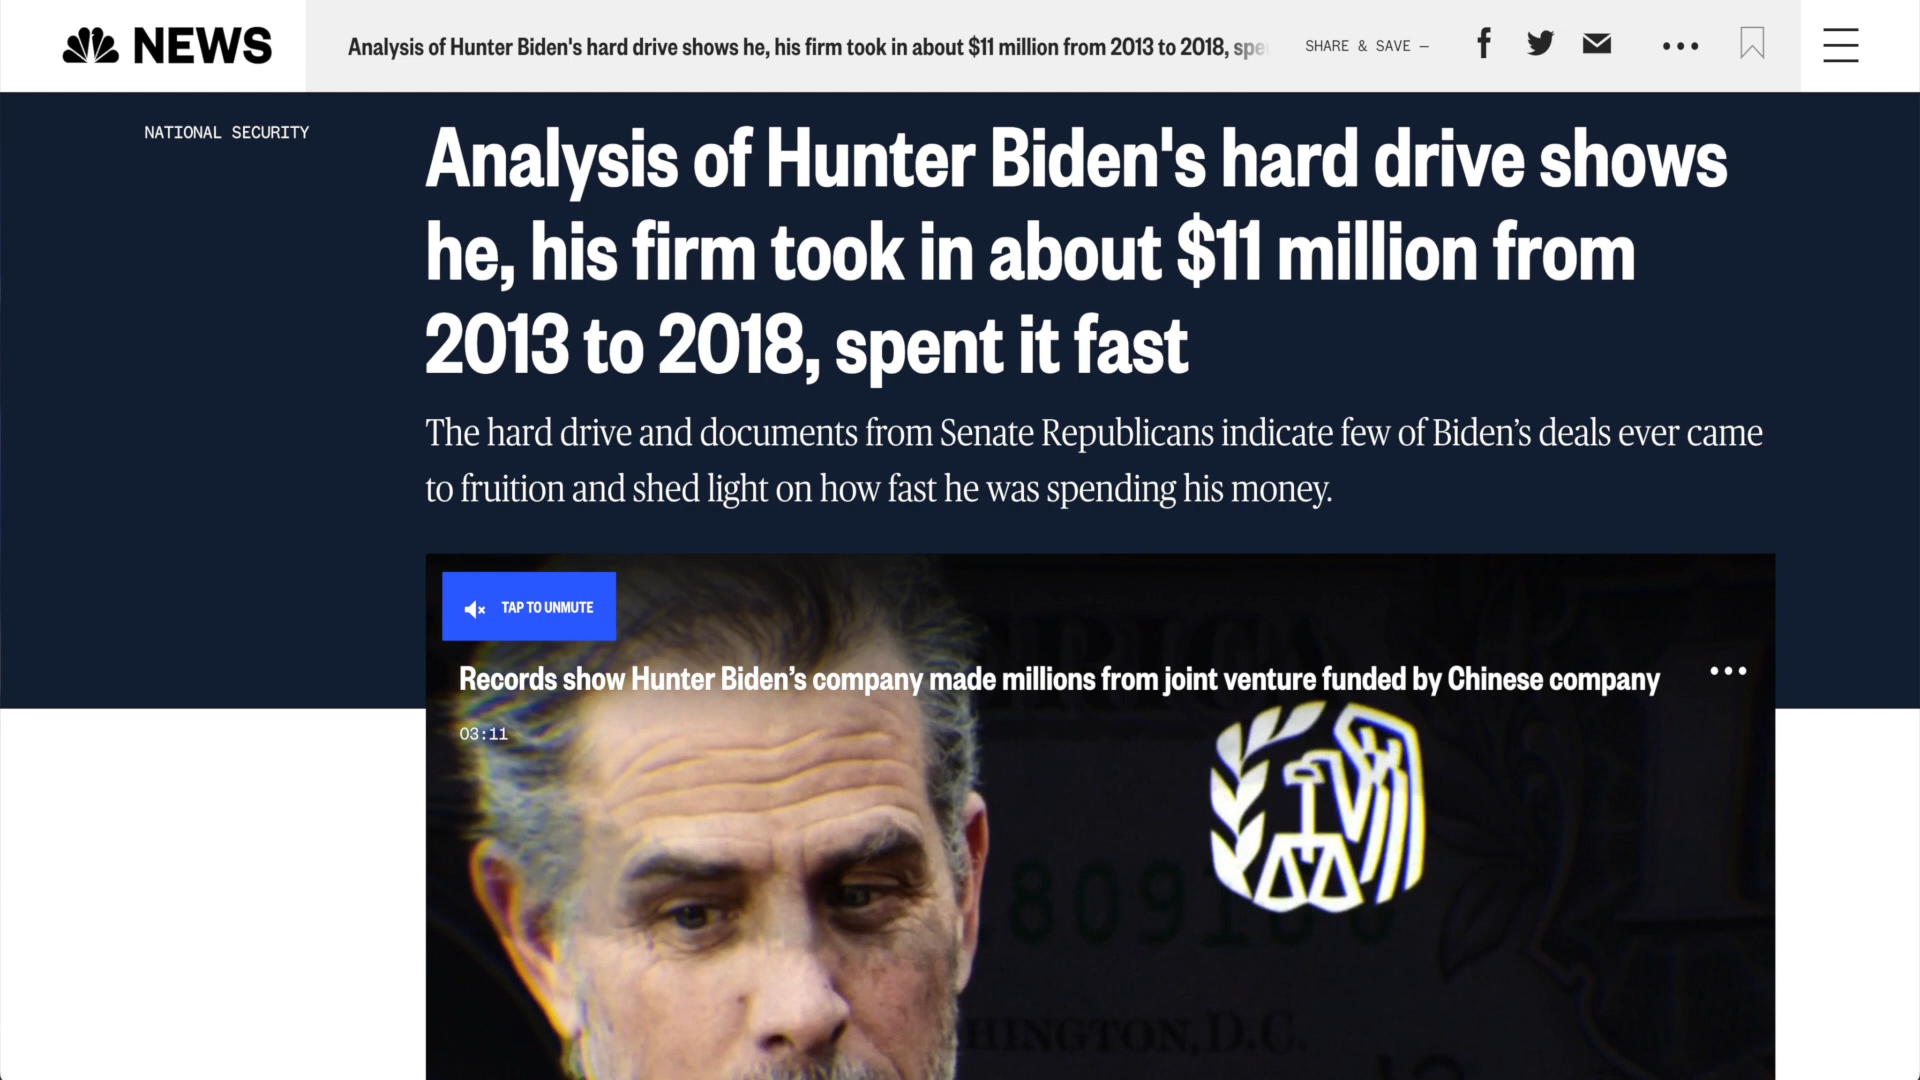 NEWS
Analysis of Hunter Biden's hard drive shows he, his firm took in about $11 million from 2013 to 2018, spe
SHARE & SAVE —
NATIONAL SECURITY
Analysis of Hunter Biden's hard drive shows
he, his firm took in about $11 million from
2013 to 2018, spent it fast
The hard drive and documents from Senate Republicans indicate few of Biden’s deals ever came
to fruition and shed light on how fast he was spending his money.
TAP TO UNMUTE
Records show Hunter Biden’s company made millions from joint venture funded by Chinese company
03:11
HINGTON, D.C.